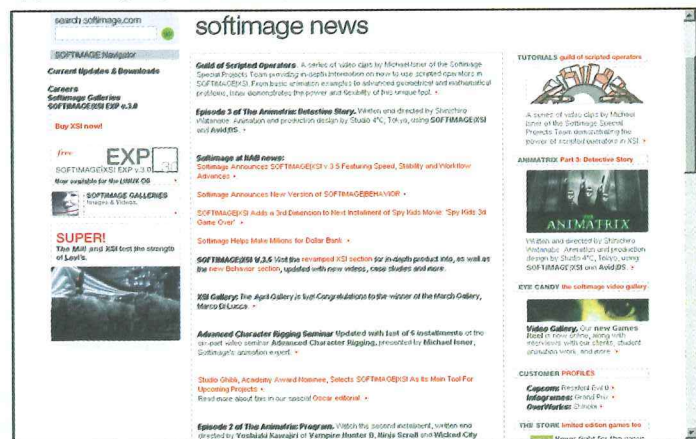 search softimage.com
go
SOFTIMAGE Navigator
Current Updates & Downloads
Careers
Softimage Galleries
SOFTIMAGE|XSI EXP v.3.0
Buy XSI now!
free
EXP 3.0
SOFTIMAGE|XSI EXP v.3.0
Now available for the LINUX OS
SOFTIMAGE GALLERIES
Images & Videos.
SUPER!
The Mill and XSI test the strength
of Levi's.
softimage news
Guild of Scripted Operators. A series of video clips by Michael Isner of the Softimage
Special Projects Team providing in-depth information on how to use scripted operators in
SOFTIMAGE|XSI. From basic animation examples to advanced geometrical and mathematical
problems, Isner demonstrates the power and flexibility of this unique tool.
Episode 3 of The Animatrix: Detective Story. Written and directed by Shinichiro
Watanabe. Animation and production design by Studio 4°C, Tokyo, using SOFTIMAGE|XSI
and Avid|DS.
Softimage at NAB news:
Softimage Announces SOFTIMAGE|XSI v 3.5 Featuring Speed, Stability and Workflow
Advances
Softimage Announces New Version of SOFTIMAGE|BEHAVIOR
SOFTIMAGE|XSI Adds a 3rd Dimension to Next Installment of Spy Kids Movie: 'Spy Kids 3d
Game Over'
Softimage Helps Make Millions for Dollar Bank
SOFTIMAGE|XSI V.3.5 Visit the revamped XSI section for in-depth product info, as well as
the new Behavior section, updated with new videos, case studies and more.
XSI Gallery: The April Gallery is live! Congratulations to the winner of the March Gallery,
Marco Di Lucca.
Advanced Character Rigging Seminar Updated with last of 6 installments of the
six-part video seminar Advanced Character Rigging, presented by Michael Isner,
Softimage's animation expert.
Studio Ghibli, Academy Award Nominee, Selects SOFTIMAGE|XSI As Its Main Tool For
Upcoming Projects
Read more about this in our special Oscar editorial.
Episode 2 of The Animatrix: Program. Watch the second installment, written and
directed by Yoshiaki Kawajiri of Vampire Hunter D, Ninja Scroll and Wicked City
TUTORIALS guild of scripted operators
A series of video clips by Michael
Isner of the Softimage Special
Projects Team demonstrating the
power of scripted operators in XSI.
ANIMATRIX Part 3: Detective Story
THE
ANIMATRIX
Written and directed by Shinichiro
Watanabe. Animation and production
design by Studio 4°C, Tokyo, using
SOFTIMAGE|XSI and Avid|DS.
EYE CANDY the softimage video gallery
Video Gallery. Our new Games
Reel is now online, along with
interviews with our clients, student
animation work, and more.
CUSTOMER PROFILES
Capcom: Resident Evil 0
Infogrames: Grand Prix
OverWorks: Shinobi
THE STORE limited edition games tee